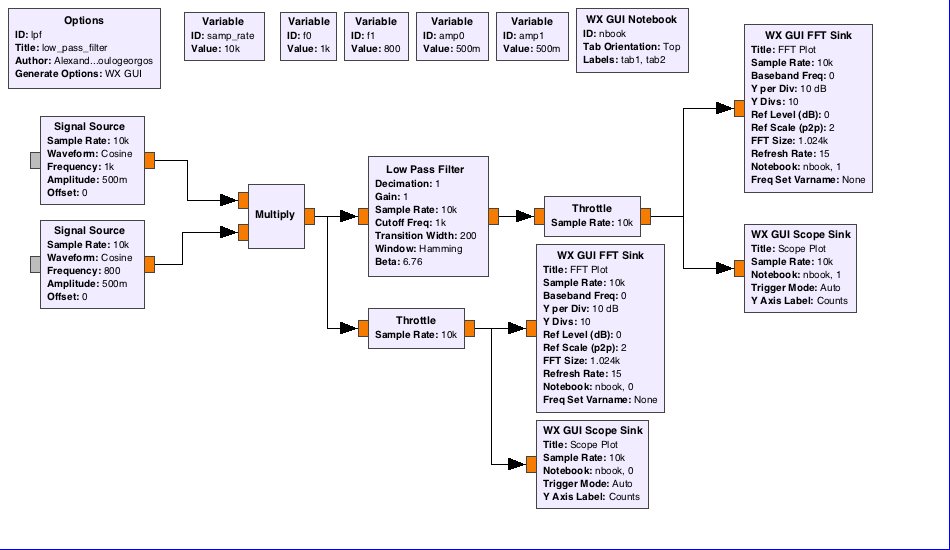 Options
ID: lpf
Title: low_pass_filter
Author: Alexand...oulogeorgos
Generate Options: WX GUI
Variable
ID: samp_rate
Value: 10k
Variable
ID: f0
Value: 1k
Variable
ID: f1
Value: 800
Variable
ID: amp0
Value: 500m
Variable
ID: amp1
Value: 500m
WX GUI Notebook
ID: nbook
Tab Orientation: Top
Labels: tab1, tab2
WX GUI FFT Sink
Title: FFT Plot
Sample Rate: 10k
Baseband Freq: 0
Y per Div: 10 dB
Y Divs: 10
Ref Level (dB): 0
Ref Scale (p2p): 2
FFT Size: 1.024k
Refresh Rate: 15
Notebook: nbook, 1
Freq Set Varname: None
Signal Source
Sample Rate: 10k
Waveform: Cosine
Frequency: 1k
Amplitude: 500m
Offset: 0
Signal Source
Sample Rate: 10k
Waveform: Cosine
Frequency: 800
Amplitude: 500m
Offset: 0
Multiply
Low Pass Filter
Decimation: 1
Gain: 1
Sample Rate: 10k
Cutoff Freq: 1k
Transition Width: 200
Window: Hamming
Beta: 6.76
Throttle
Sample Rate: 10k
WX GUI Scope Sink
Title: Scope Plot
Sample Rate: 10k
Notebook: nbook, 1
Trigger Mode: Auto
Y Axis Label: Counts
Throttle
Sample Rate: 10k
WX GUI FFT Sink
Title: FFT Plot
Sample Rate: 10k
Baseband Freq: 0
Y per Div: 10 dB
Y Divs: 10
Ref Level (dB): 0
Ref Scale (p2p): 2
FFT Size: 1.024k
Refresh Rate: 15
Notebook: nbook, 0
Freq Set Varname: None
WX GUI Scope Sink
Title: Scope Plot
Sample Rate: 10k
Notebook: nbook, 0
Trigger Mode: Auto
Y Axis Label: Counts